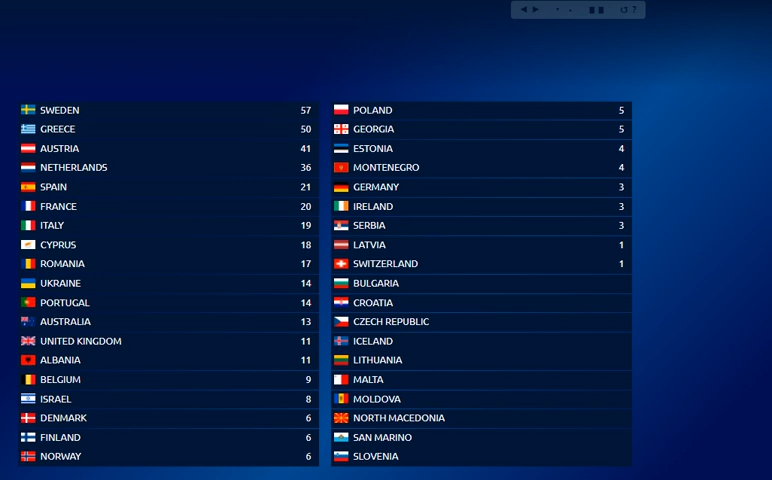 ?
SWEDEN 57
GREECE 50
AUSTRIA 41
NETHERLANDS 36
SPAIN 21
FRANCE 20
ITALY 19
CYPRUS 18
ROMANIA 17
UKRAINE 14
PORTUGAL 14
AUSTRALIA 13
UNITED KINGDOM 11
ALBANIA 11
BELGIUM 9
ISRAEL 8
DENMARK 6
FINLAND 6
NORWAY 6
POLAND 5
GEORGIA 5
ESTONIA 4
MONTENEGRO 4
GERMANY 3
IRELAND 3
SERBIA 3
LATVIA 1
SWITZERLAND 1
BULGARIA
CROATIA
CZECH REPUBLIC
ICELAND
LITHUANIA
MALTA
MOLDOVA
NORTH MACEDONIA
SAN MARINO
SLOVENIA